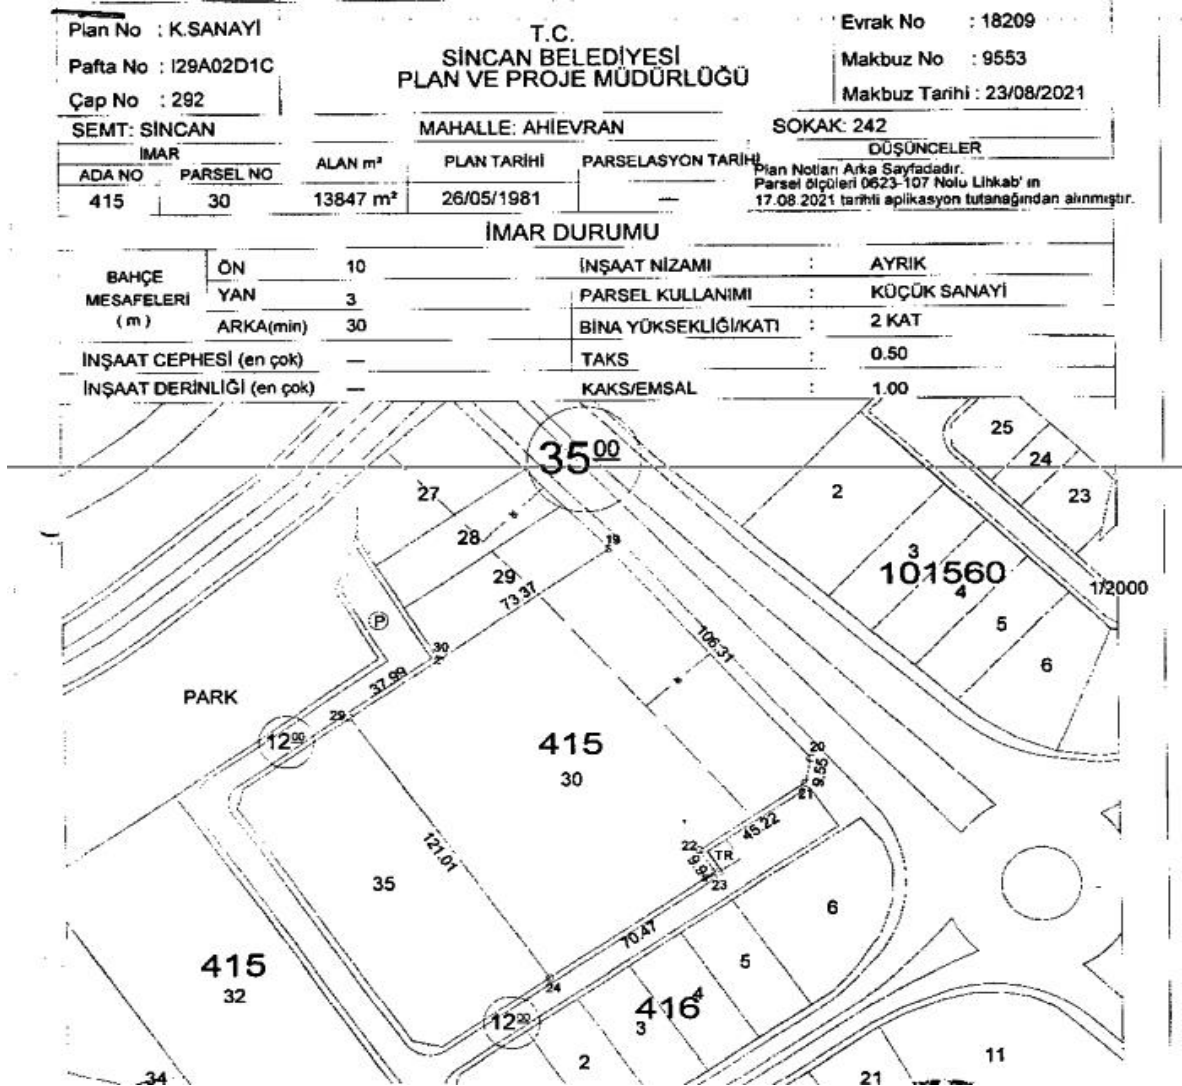 Plan No : K.SANAYİ
Pafta No : I29A02D1C
Çap No : 292
T.C.
SİNCAN BELEDİYESİ
PLAN VE PROJE MÜDÜRLÜĞÜ
Evrak No : 18209
Makbuz No : 9553
Makbuz Tarihi : 23/08/2021
SEMT: SİNCAN MAHALLE: AHİEVRAN SOKAK: 242
İMAR
ADA NO PARSEL NO ALAN m² PLAN TARİHİ PARSELASYON TARİHİ DÜŞÜNCELER
415 30 13847 m² 26/05/1981 —
Plan Notları Arka Sayfadadır.
Parsel ölçüleri 0623-107 Nolu Lihkab' ın
17.08.2021 tarihli aplikasyon tutanağından alınmıştır.
İMAR DURUMU
BAHÇE MESAFELERİ ( m )
ÖN 10
YAN 3
ARKA(min) 30
İNŞAAT CEPHESİ (en çok) —
İNŞAAT DERİNLİĞİ (en çok) —
İNŞAAT NİZAMI : AYRIK
PARSEL KULLANIMI : KÜÇÜK SANAYİ
BİNA YÜKSEKLİĞİ/KATI : 2 KAT
TAKS : 0.50
KAKS/EMSAL : 1.00
35 00
25
24
23
2
27
28
29
19
73.37
3
101560
4
1/2000
5
6
P
30
106.31
37.99
PARK
29
12 00
415
30
20
9.55
21
45.22
22
TR
9.94
23
121.01
35
70.47
6
5
415
32
24
4
416
3
12 00
2
11
21
34